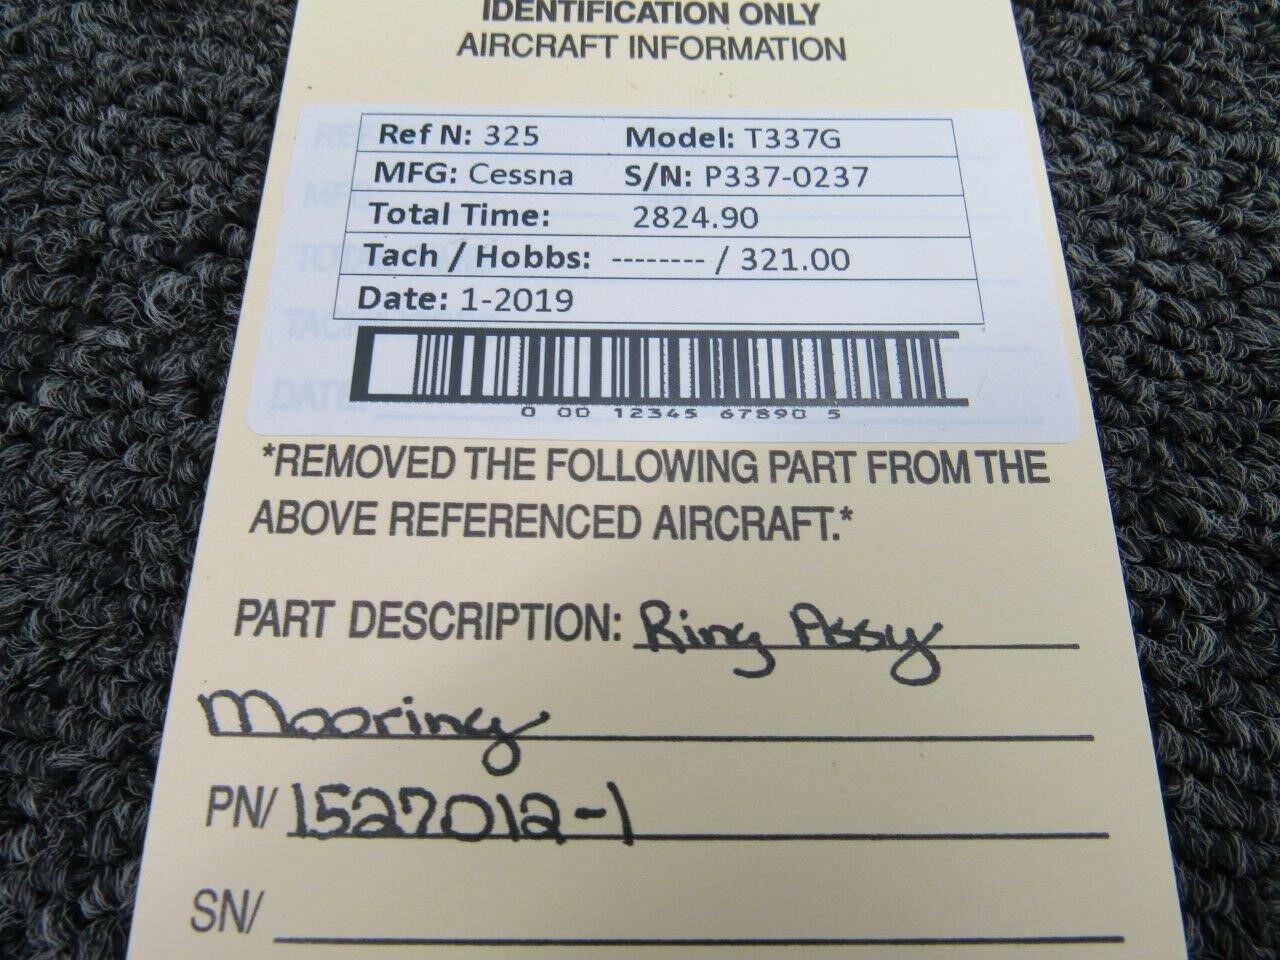 IDENTIFICATION ONLY
AIRCRAFT INFORMATION
Ref N: 325 Model: T337G
MFG: Cessna S/N: P337-0237
Total Time: 2824.90
Tach / Hobbs: -------- / 321.00
Date: 1-2019
0 00 12345 67890 5
*REMOVED THE FOLLOWING PART FROM THE
ABOVE REFERENCED AIRCRAFT.*
PART DESCRIPTION: Ring Assy
Mooring
PN/ 1527012-1
SN/